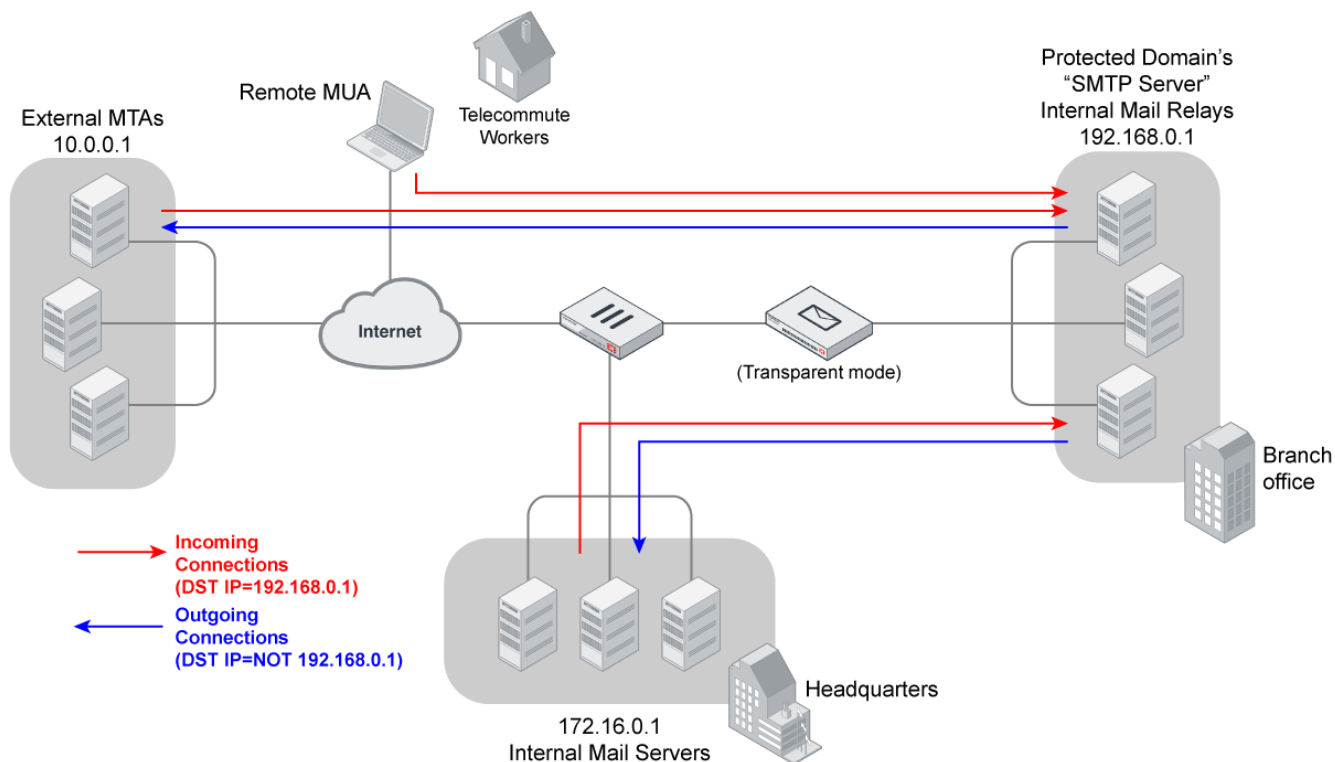 External MTAs
10.0.0.1
Remote MUA
Telecommute
Workers
Protected Domain's
“SMTP Server”
Internal Mail Relays
192.168.0.1
Internet
(Transparent mode)
Branch
office
Incoming
Connections
(DST IP=192.168.0.1)
Outgoing
Connections
(DST IP=NOT 192.168.0.1)
Headquarters
172.16.0.1
Internal Mail Servers